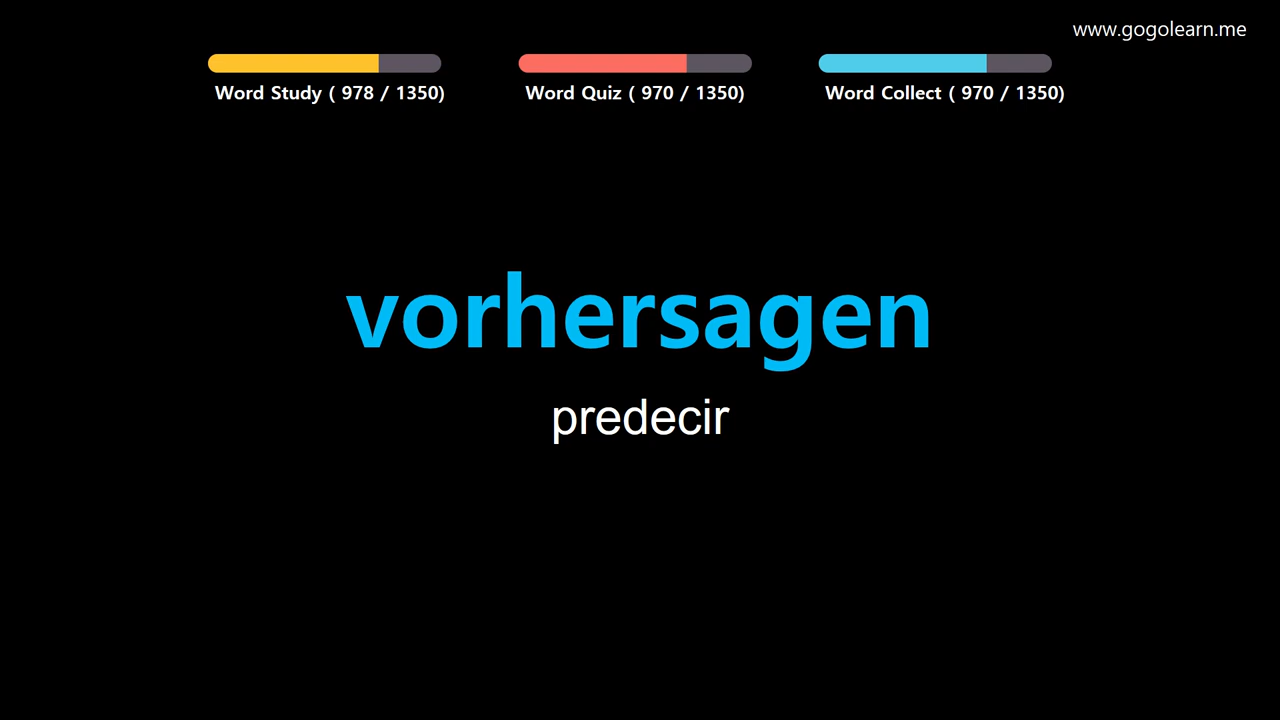 www.gogolearn.me
Word Study ( 978 / 1350)
Word Quiz ( 970 / 1350)
Word Collect ( 970 / 1350)
vorhersagen
predecir